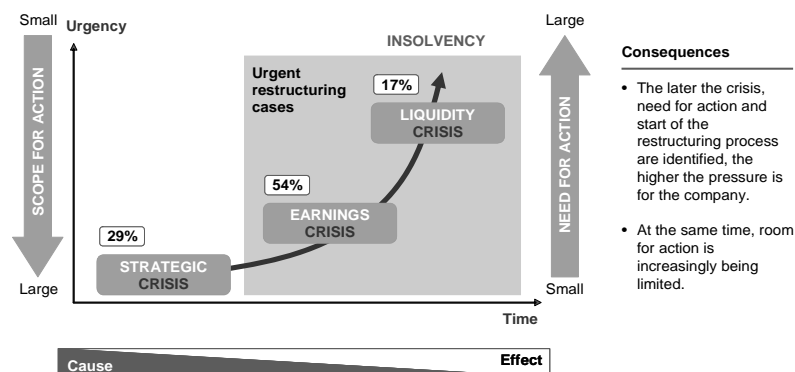 Small
Urgency
Large
INSOLVENCY
Urgent
restructuring
cases
17%
LIQUIDITY
CRISIS
54%
EARNINGS
CRISIS
29%
STRATEGIC
CRISIS
SCOPE FOR ACTION
NEED FOR ACTION
Large
Small
Time
Consequences
• The later the crisis,
need for action and
start of the
restructuring process
are identified, the
higher the pressure is
for the company.
• At the same time, room
for action is
increasingly being
limited.
Cause
Effect